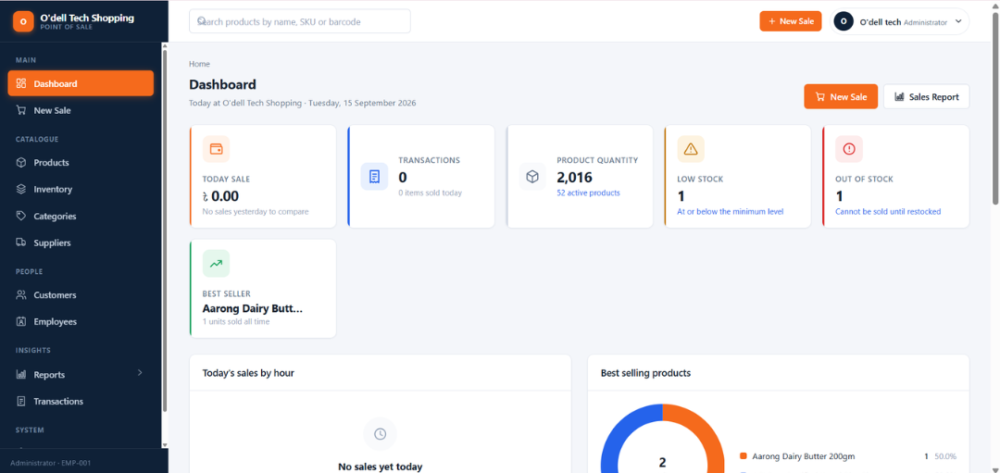 O'dell Tech Shopping
POINT OF SALE
Search products by name, SKU or barcode
+ New Sale
O
O'dell tech Administrator
MAIN
Dashboard
New Sale
CATALOGUE
Products
Inventory
Categories
Suppliers
PEOPLE
Customers
Employees
INSIGHTS
Reports
Transactions
SYSTEM
Administrator · EMP-001
Home
Dashboard
Today at O'dell Tech Shopping · Tuesday, 15 September 2026
New Sale
Sales Report
TODAY SALE
৳ 0.00
No sales yesterday to compare
TRANSACTIONS
0
0 items sold today
PRODUCT QUANTITY
2,016
52 active products
LOW STOCK
1
At or below the minimum level
OUT OF STOCK
1
Cannot be sold until restocked
BEST SELLER
Aarong Dairy Butt...
1 units sold all time
Today's sales by hour
No sales yet today
Best selling products
2
Aarong Dairy Butter 200gm 1 50.0%